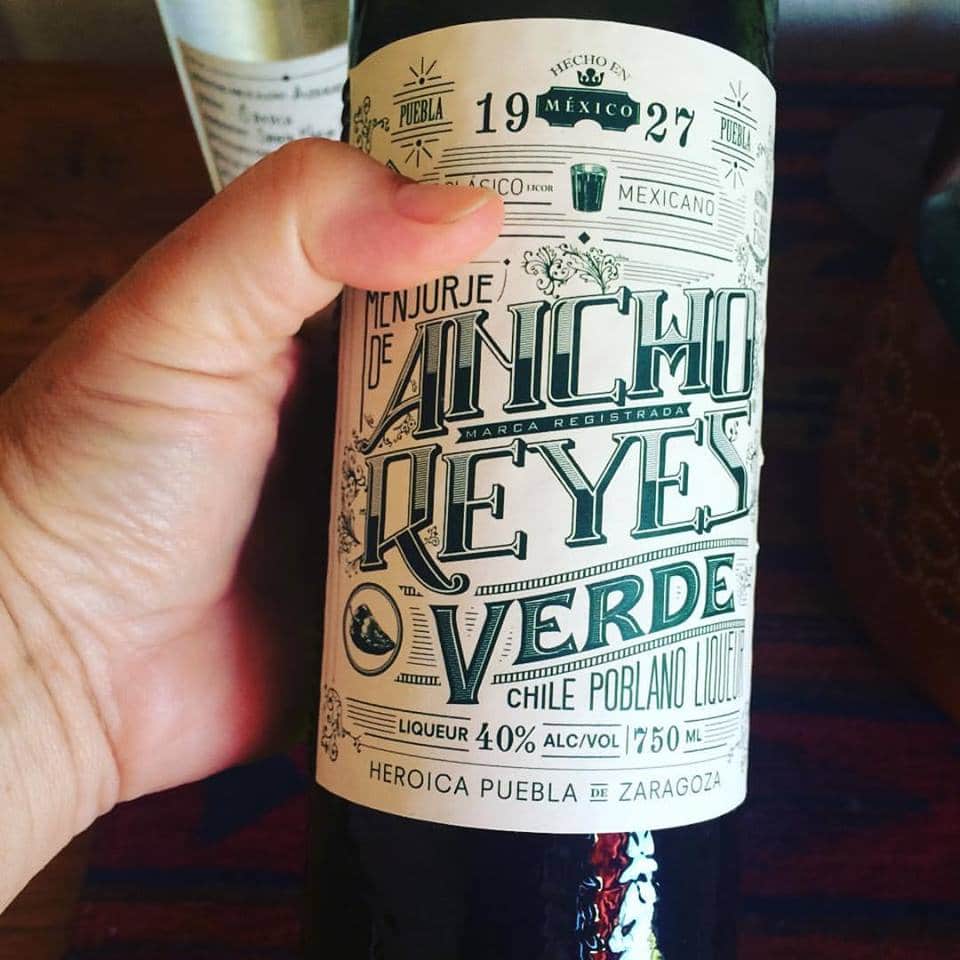 HECHO EN
PUEBLA 19 MÉXICO 27 PUEBLA
CLÁSICO LICOR MEXICANO
MENJURJE
DE
ANCHO
MARCA REGISTRADA
REYES
VERDE
CHILE POBLANO LIQUEUR
LIQUEUR 40% ALC/VOL | 750 ML
HEROICA PUEBLA DE ZARAGOZA